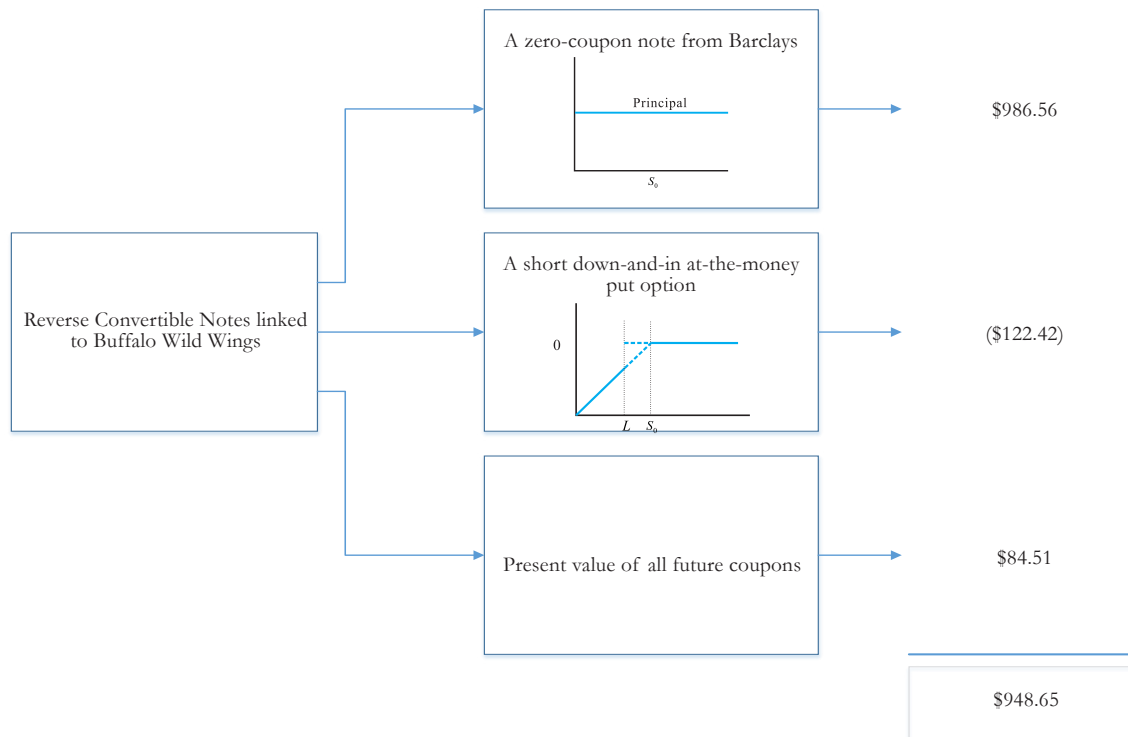 A zero-coupon note from Barclays
Principal
S₀
$986.56
Reverse Convertible Notes linked
to Buffalo Wild Wings
A short down-and-in at-the-money
put option
0
L S₀
($122.42)
Present value of all future coupons
$84.51
$948.65